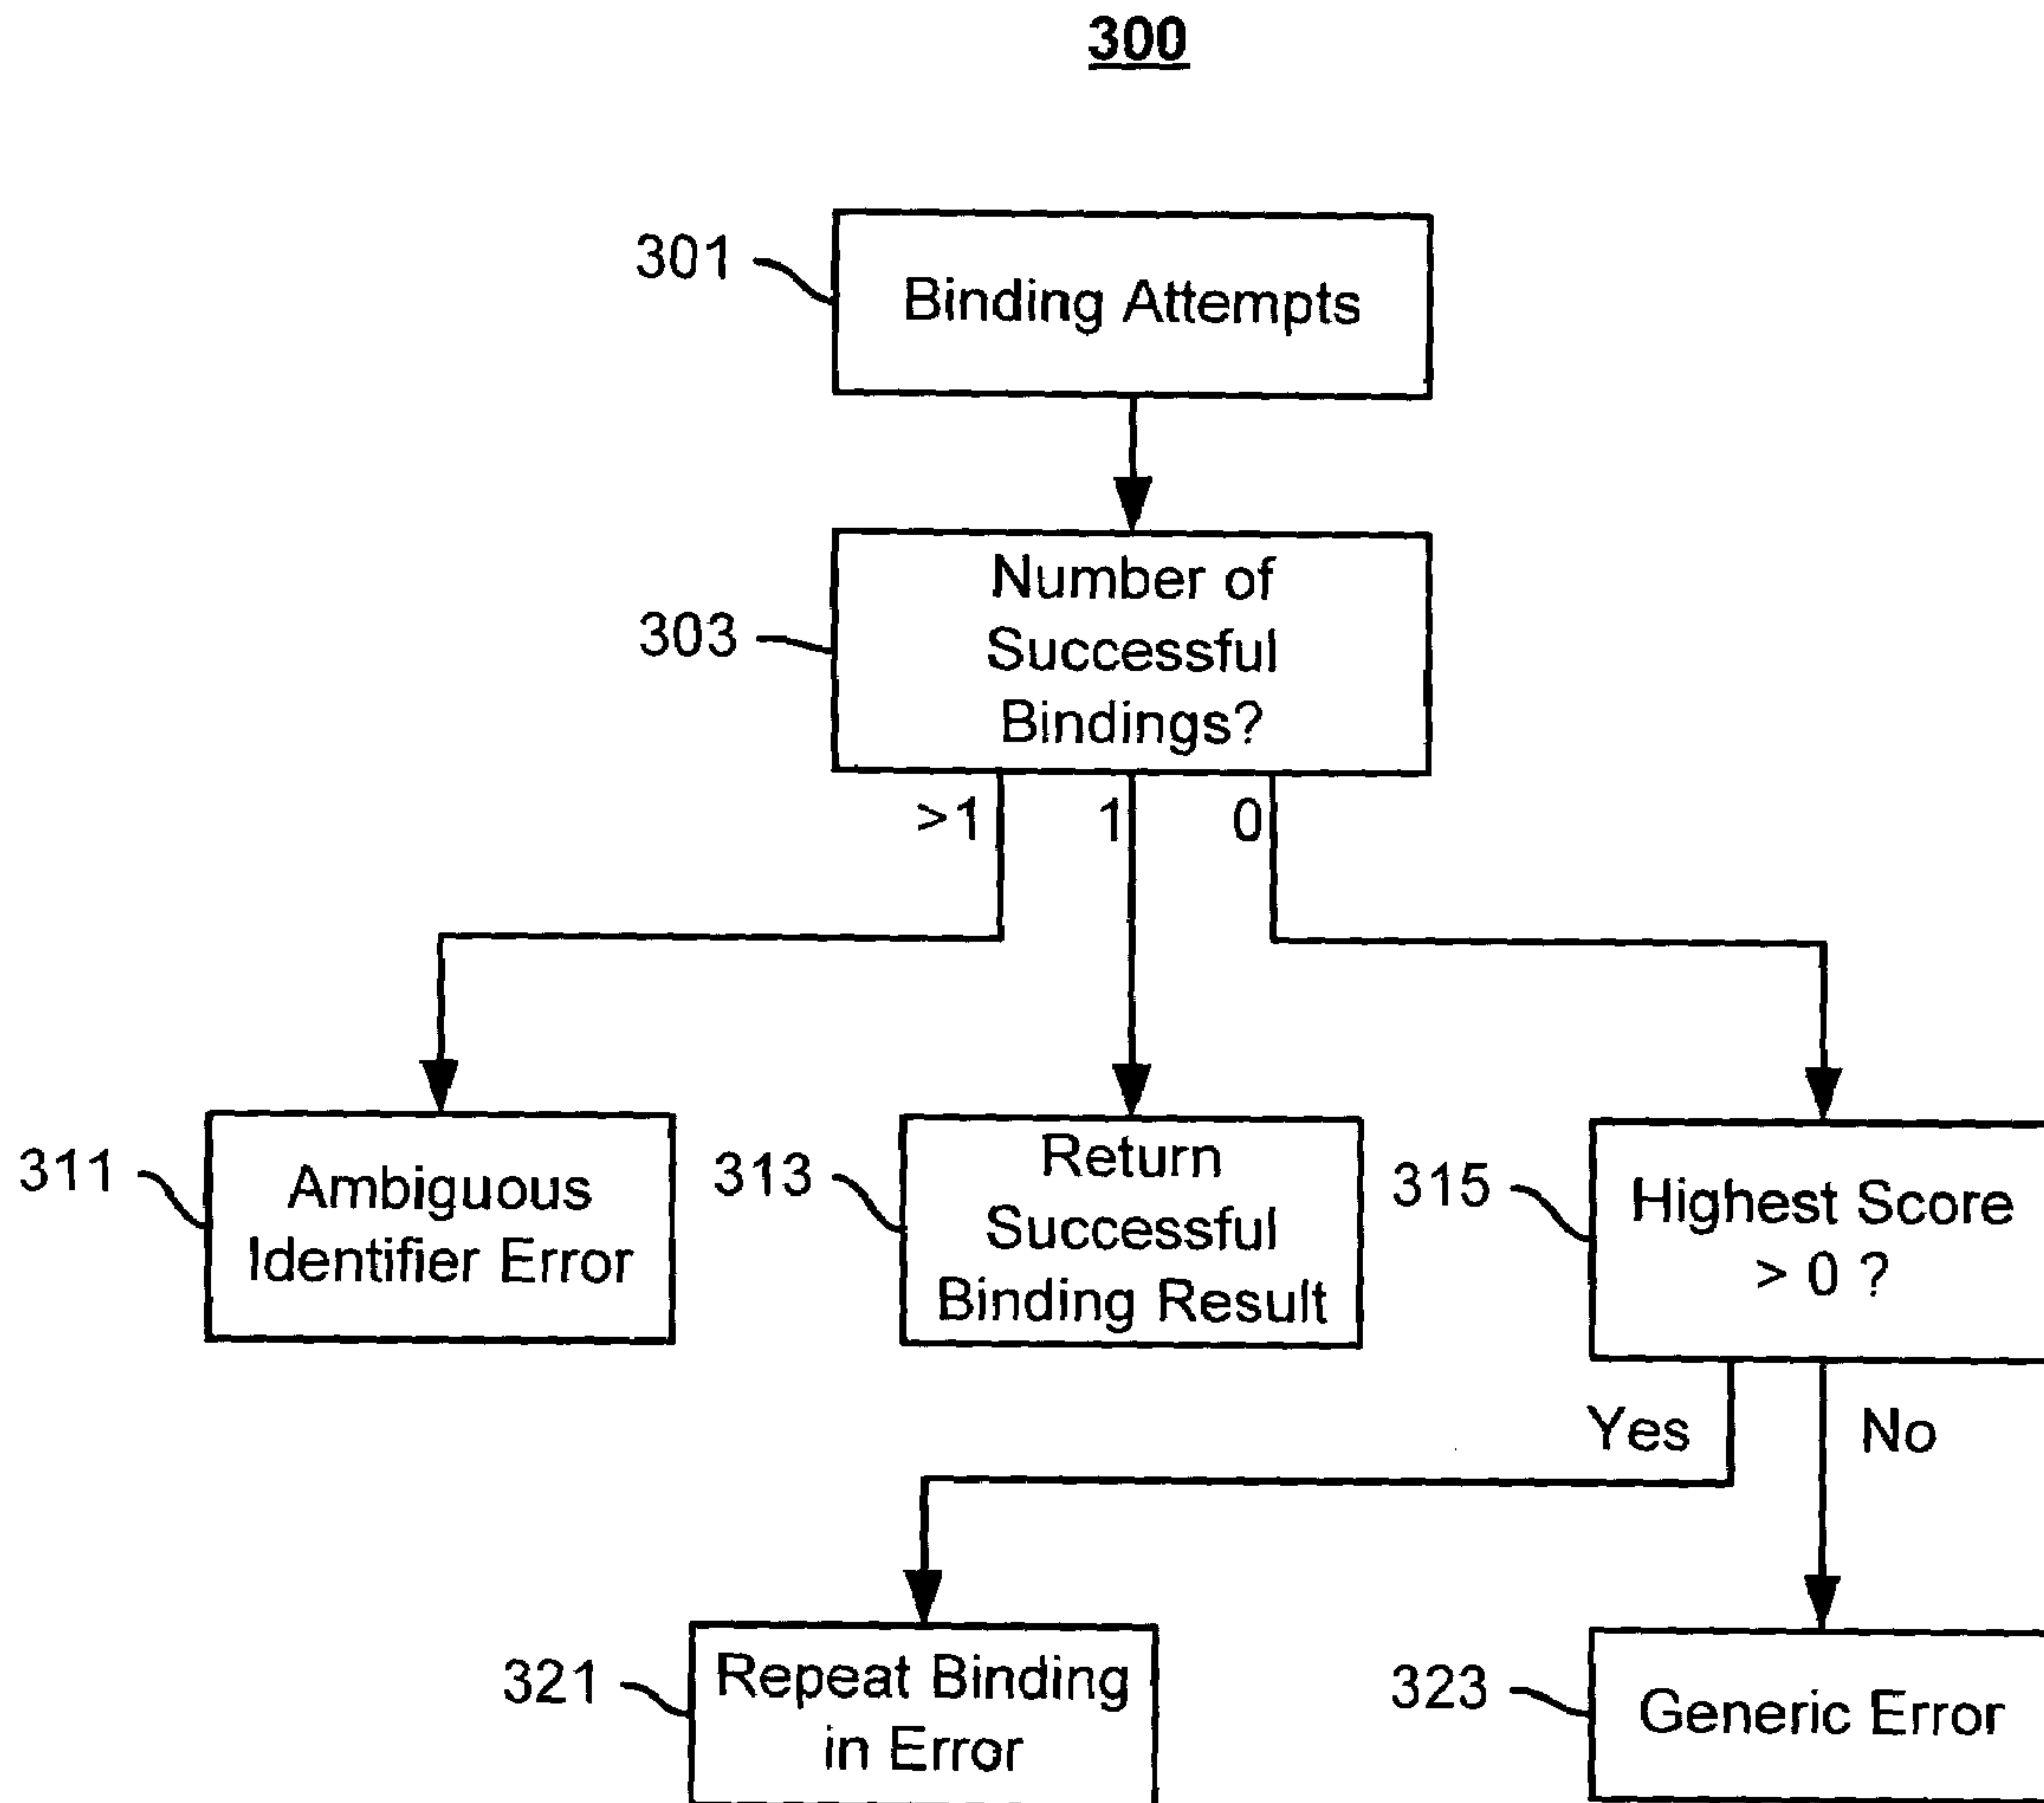 300
301
Binding Attempts
303
Number of
Successful
Bindings?
>1
1
0
311
Ambiguous
Identifier Error
313
Return
Successful
Binding Result
315
Highest Score
> 0 ?
Yes
No
321
Repeat Binding
in Error
323
Generic Error